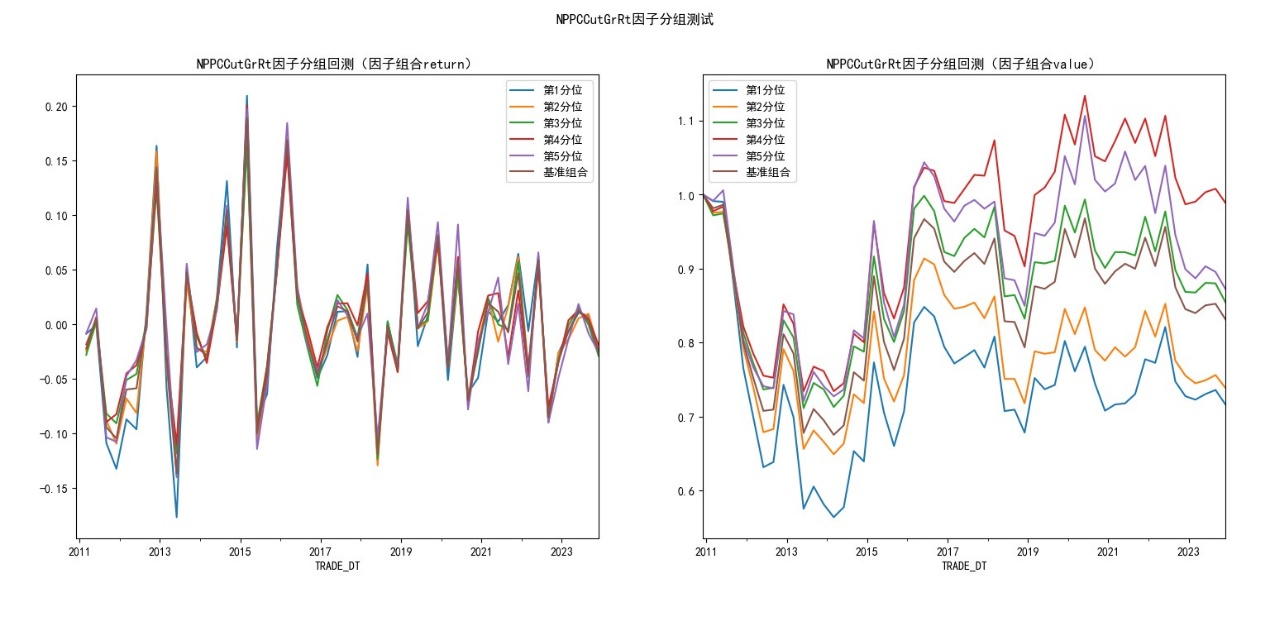 NPPCCutGrRt因子分组测试
NPPCCutGrRt因子分组回测（因子组合return）
0.20
0.15
0.10
0.05
0.00
-0.05
-0.10
-0.15
第1分位
第2分位
第3分位
第4分位
第5分位
基准组合
2011 2013 2015 2017 2019 2021 2023
TRADE_DT
NPPCCutGrRt因子分组回测（因子组合value）
1.1
1.0
0.9
0.8
0.7
0.6
第1分位
第2分位
第3分位
第4分位
第5分位
基准组合
2011 2013 2015 2017 2019 2021 2023
TRADE_DT